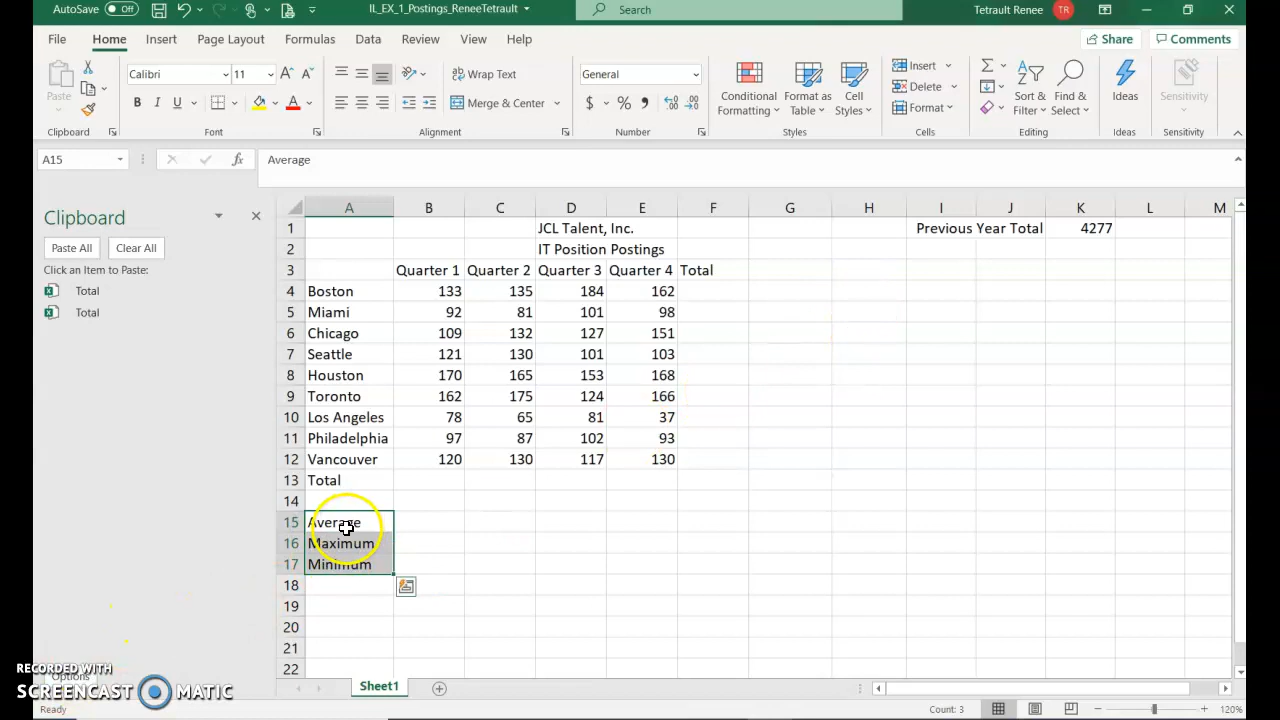 AutoSave Off IL_EX_1_Postings_ReneeTetrault Search Tetrault Renee TR
File Home Insert Page Layout Formulas Data Review View Help Share Comments
Paste Calibri 11 A A Wrap Text General Conditional Formatting Format as Table Cell Styles Insert Sort & Filter Find & Select Ideas Sensitivity
B I U A Merge & Center $ % , Delete
Format
Clipboard Font Alignment Number Styles Cells Editing Ideas Sensitivity
A15 fx Average
Clipboard
Paste All Clear All
Click an Item to Paste:
Total
Total
A B C D E F G H I J K L M
1 JCL Talent, Inc. Previous Year Total 4277
2 IT Position Postings
3 Quarter 1 Quarter 2 Quarter 3 Quarter 4 Total
4 Boston 133 135 184 162
5 Miami 92 81 101 98
6 Chicago 109 132 127 151
7 Seattle 121 130 101 103
8 Houston 170 165 153 168
9 Toronto 162 175 124 166
10 Los Angeles 78 65 81 37
11 Philadelphia 97 87 102 93
12 Vancouver 120 130 117 130
13 Total
14
15 Average
16 Maximum
17 Minimum
18
19
20
21
22
RECORDED WITH
SCREENCAST MATIC
Options
Sheet1
Ready Count: 3 120%